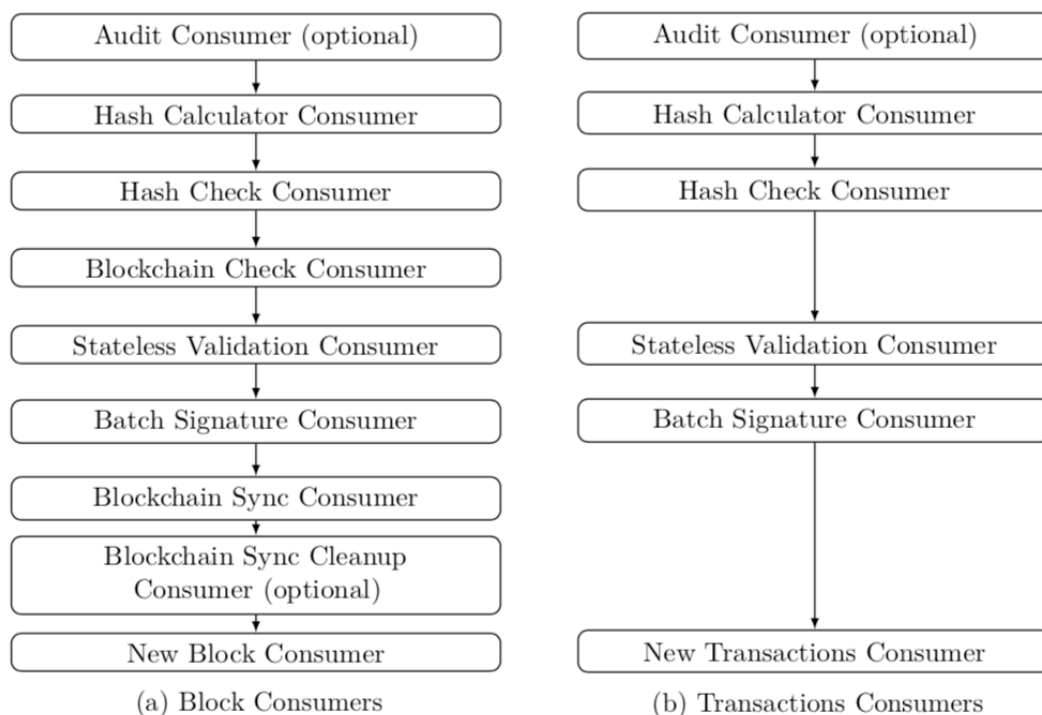 Audit Consumer (optional)
Hash Calculator Consumer
Hash Check Consumer
Blockchain Check Consumer
Stateless Validation Consumer
Batch Signature Consumer
Blockchain Sync Consumer
Blockchain Sync Cleanup
Consumer (optional)
New Block Consumer
(a) Block Consumers
Audit Consumer (optional)
Hash Calculator Consumer
Hash Check Consumer
Stateless Validation Consumer
Batch Signature Consumer
New Transactions Consumer
(b) Transactions Consumers